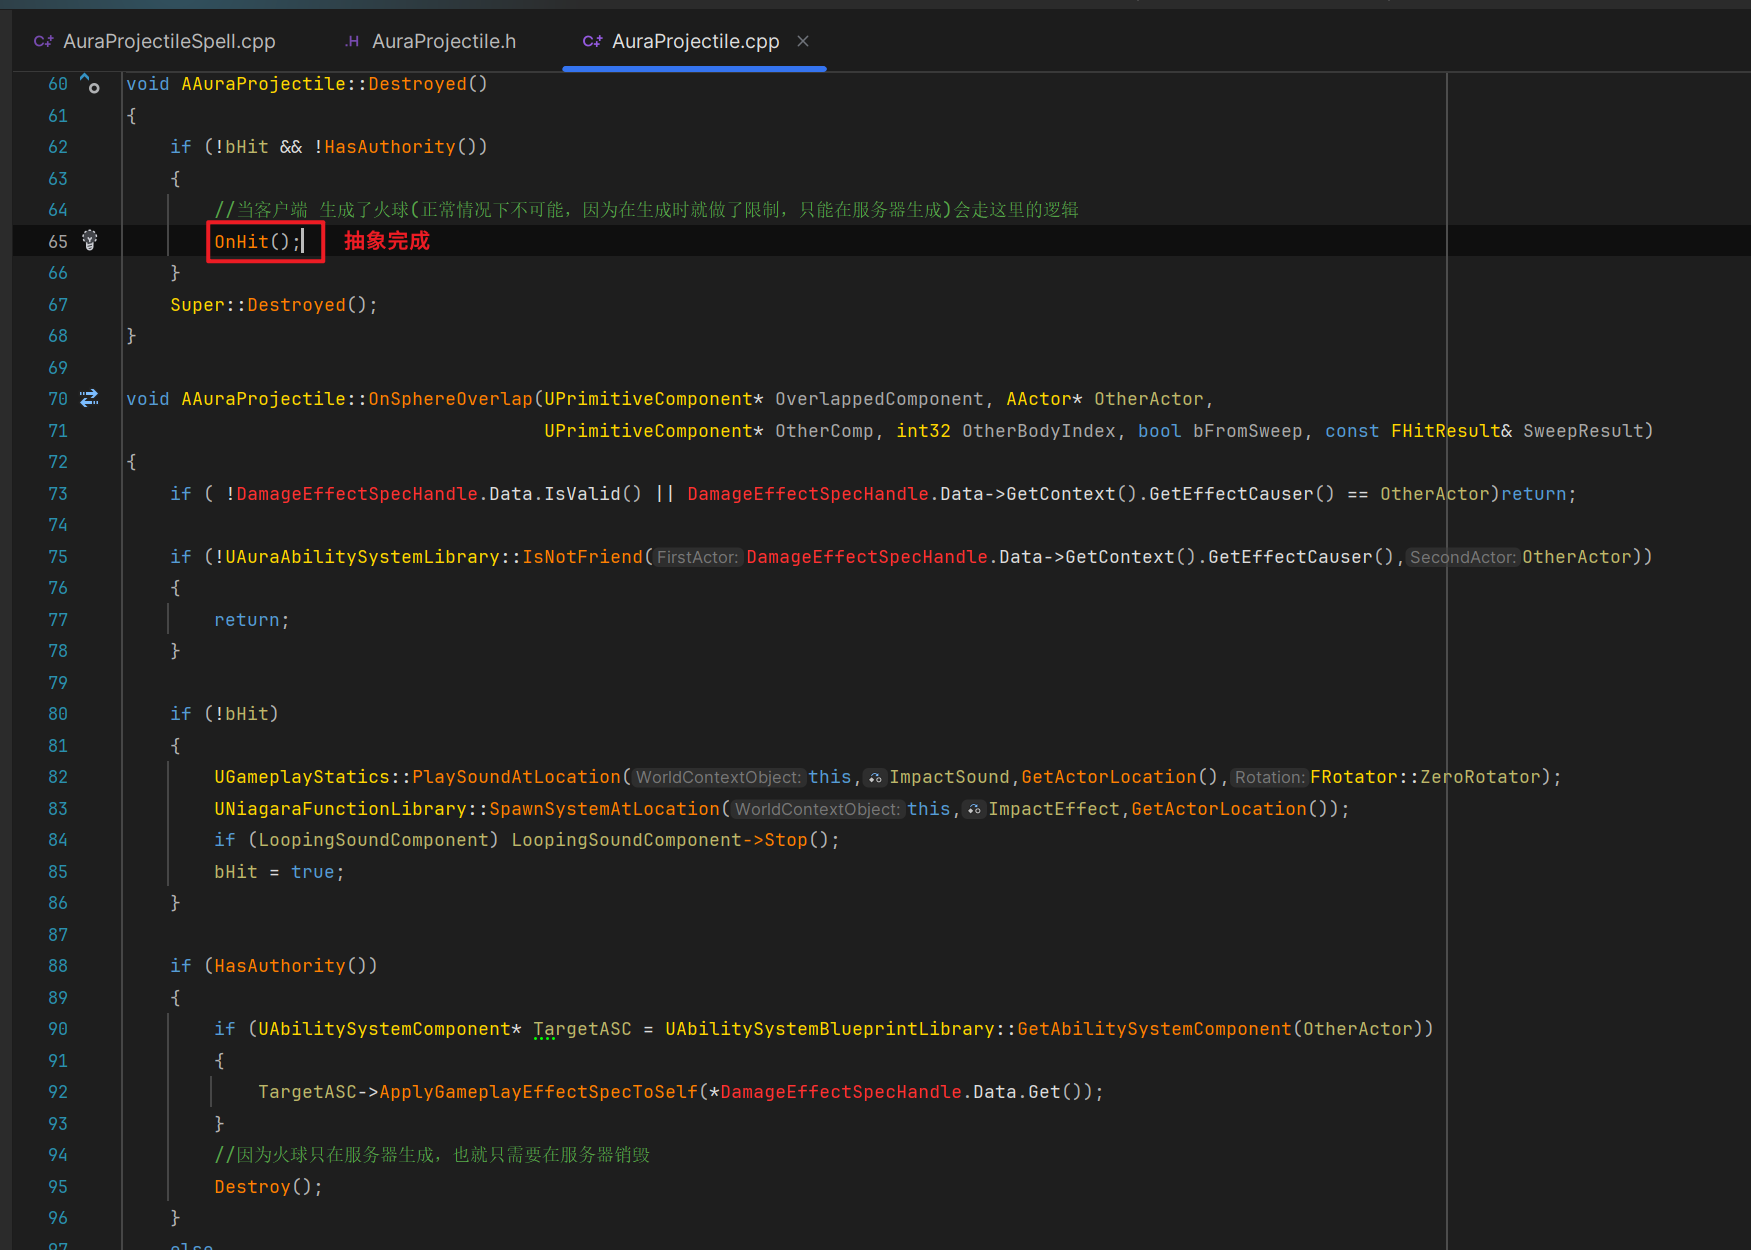 AuraProjectileSpell.cpp .H AuraProjectile.h AuraProjectile.cpp
60 void AAuraProjectile::Destroyed()
61 {
62 if (!bHit && !HasAuthority())
63 {
64 //当客户端 生成了火球(正常情况下不可能，因为在生成时就做了限制，只能在服务器生成)会走这里的逻辑
65 OnHit(); 抽象完成
66 }
67 Super::Destroyed();
68 }
69
70 void AAuraProjectile::OnSphereOverlap(UPrimitiveComponent* OverlappedComponent, AActor* OtherActor,
71 UPrimitiveComponent* OtherComp, int32 OtherBodyIndex, bool bFromSweep, const FHitResult& SweepResult)
72 {
73 if ( !DamageEffectSpecHandle.Data.IsValid() || DamageEffectSpecHandle.Data->GetContext().GetEffectCauser() == OtherActor)return;
74
75 if (!UAuraAbilitySystemLibrary::IsNotFriend(FirstActor:DamageEffectSpecHandle.Data->GetContext().GetEffectCauser(),SecondActor:OtherActor))
76 {
77 return;
78 }
79
80 if (!bHit)
81 {
82 UGameplayStatics::PlaySoundAtLocation(WorldContextObject:this,ImpactSound,GetActorLocation(),Rotation:FRotator::ZeroRotator);
83 UNiagaraFunctionLibrary::SpawnSystemAtLocation(WorldContextObject:this,ImpactEffect,GetActorLocation());
84 if (LoopingSoundComponent) LoopingSoundComponent->Stop();
85 bHit = true;
86 }
87
88 if (HasAuthority())
89 {
90 if (UAbilitySystemComponent* TargetASC = UAbilitySystemBlueprintLibrary::GetAbilitySystemComponent(OtherActor))
91 {
92 TargetASC->ApplyGameplayEffectSpecToSelf(*DamageEffectSpecHandle.Data.Get());
93 }
94 //因为火球只在服务器生成，也就只需要在服务器销毁
95 Destroy();
96 }
97 else